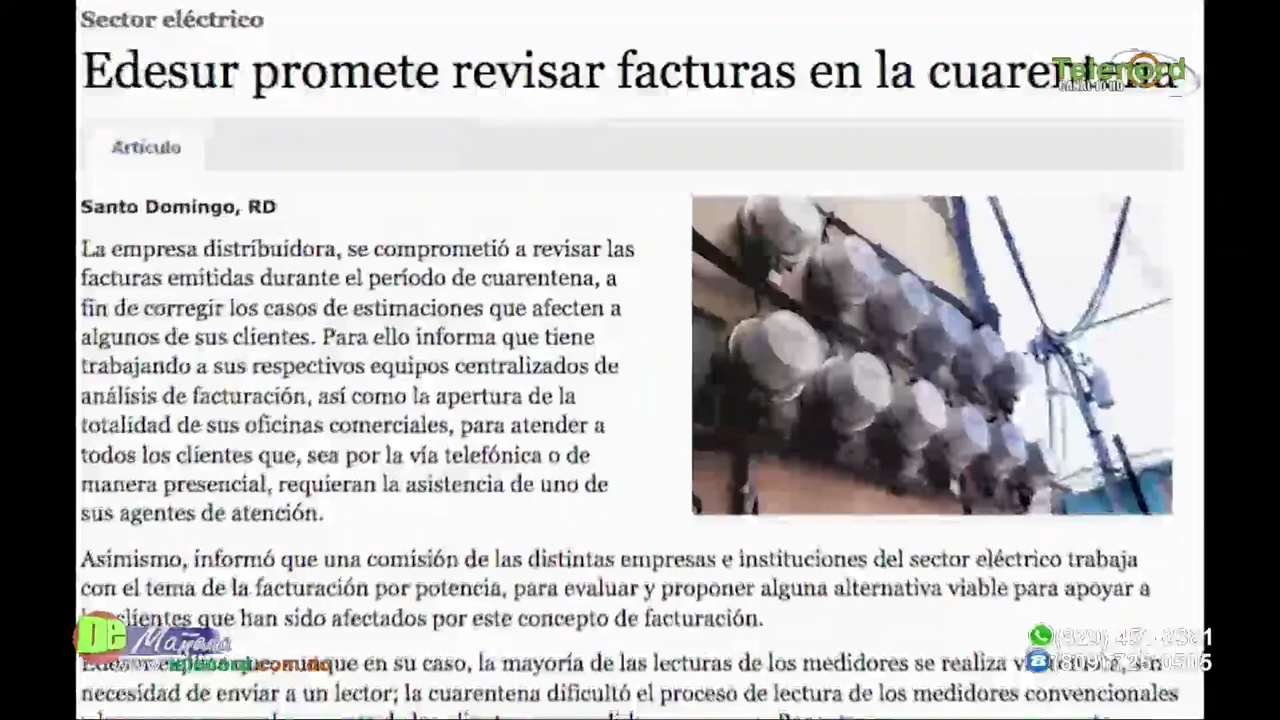 Sector eléctrico
Edesur promete revisar facturas en la cuarentena
Telenord
CANAL 10 HD
Artículo
Santo Domingo, RD
La empresa distribuidora, se comprometió a revisar las
facturas emitidas durante el período de cuarentena, a
fin de corregir los casos de estimaciones que afecten a
algunos de sus clientes. Para ello informa que tiene
trabajando a sus respectivos equipos centralizados de
análisis de facturación, así como la apertura de la
totalidad de sus oficinas comerciales, para atender a
todos los clientes que, sea por la vía telefónica o de
manera presencial, requieran la asistencia de uno de
sus agentes de atención.
Asimismo, informó que una comisión de las distintas empresas e instituciones del sector eléctrico trabaja
con el tema de la facturación por potencia, para evaluar y proponer alguna alternativa viable para apoyar a
clientes que han sido afectados por este concepto de facturación.
De Mañana
que, aunque en su caso, la mayoría de las lecturas de los medidores se realiza
necesidad de enviar a un lector; la cuarentena dificultó el proceso de lectura de los medidores convencionales